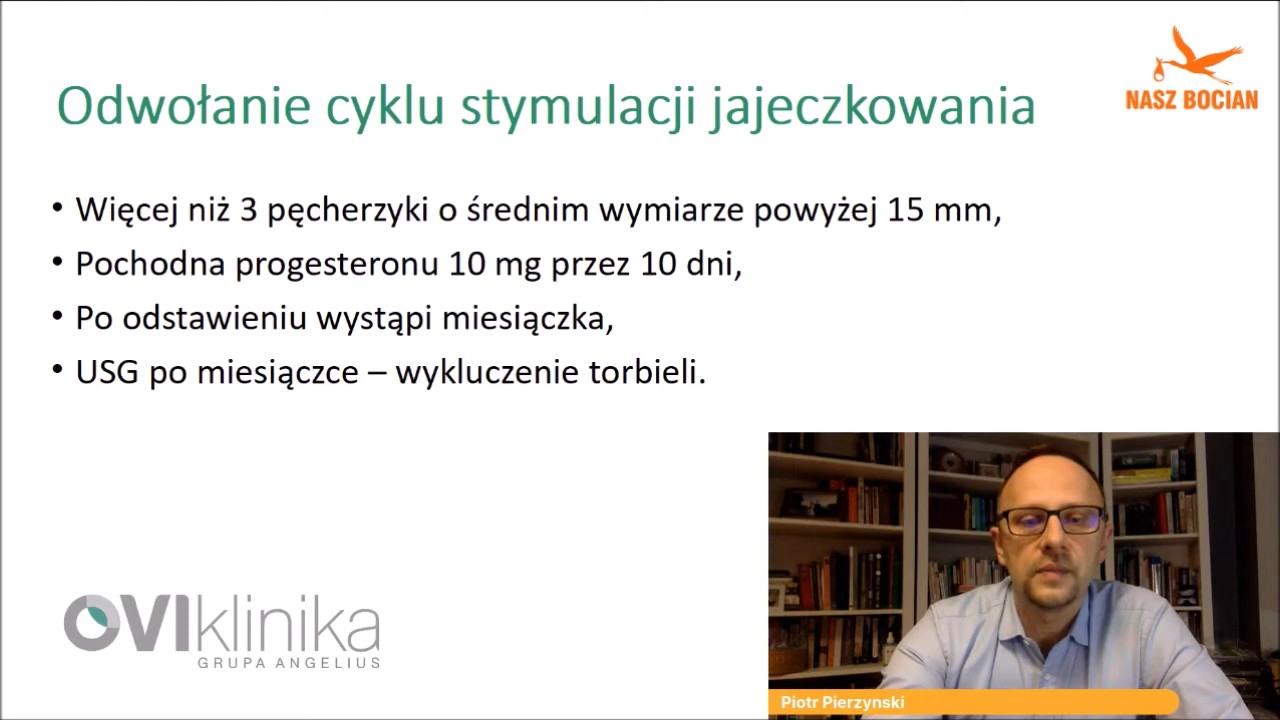 Odwołanie cyklu stymulacji jajeczkowania
NASZ BOCIAN
• Więcej niż 3 pęcherzyki o średnim wymiarze powyżej 15 mm,
• Pochodna progesteronu 10 mg przez 10 dni,
• Po odstawieniu wystąpi miesiączka,
• USG po miesiączce – wykluczenie torbieli.
OVIklinika
GRUPA ANGELIUS
Piotr Pierzynski